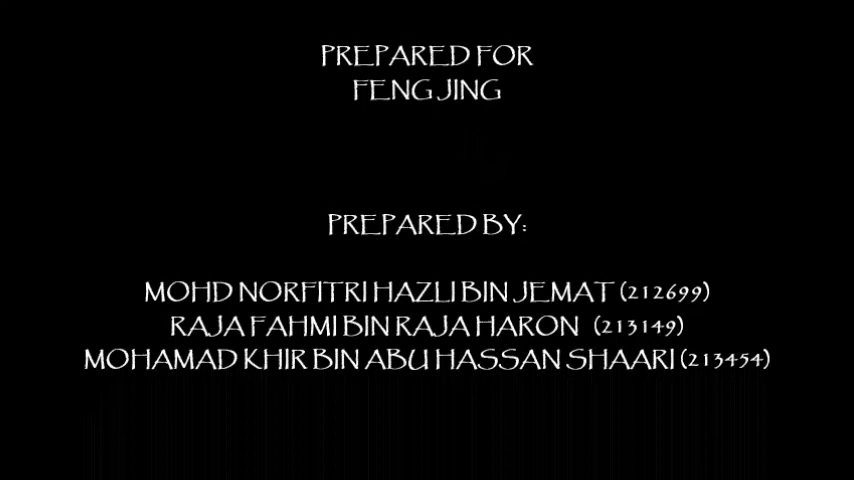 PREPARED FOR
FENG JING
PREPARED BY:
MOHD NORFITRI HAZLI BIN JEMAT (212699)
RAJA FAHMI BIN RAJA HARON (213149)
MOHAMAD KHIR BIN ABU HASSAN SHAARI (213454)